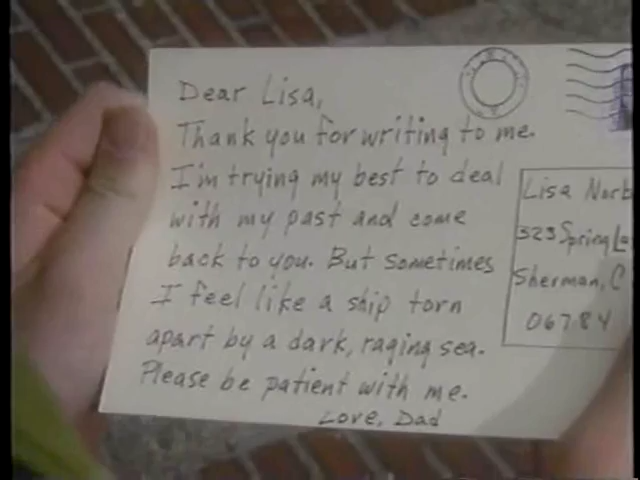 Dear Lisa,
Thank you for writing to me.
I'm trying my best to deal
with my past and come
back to you. But sometimes
I feel like a ship torn
apart by a dark, raging sea.
Please be patient with me.
Love, Dad
Lisa Norb
323 Spring La
Sherman, C
06784